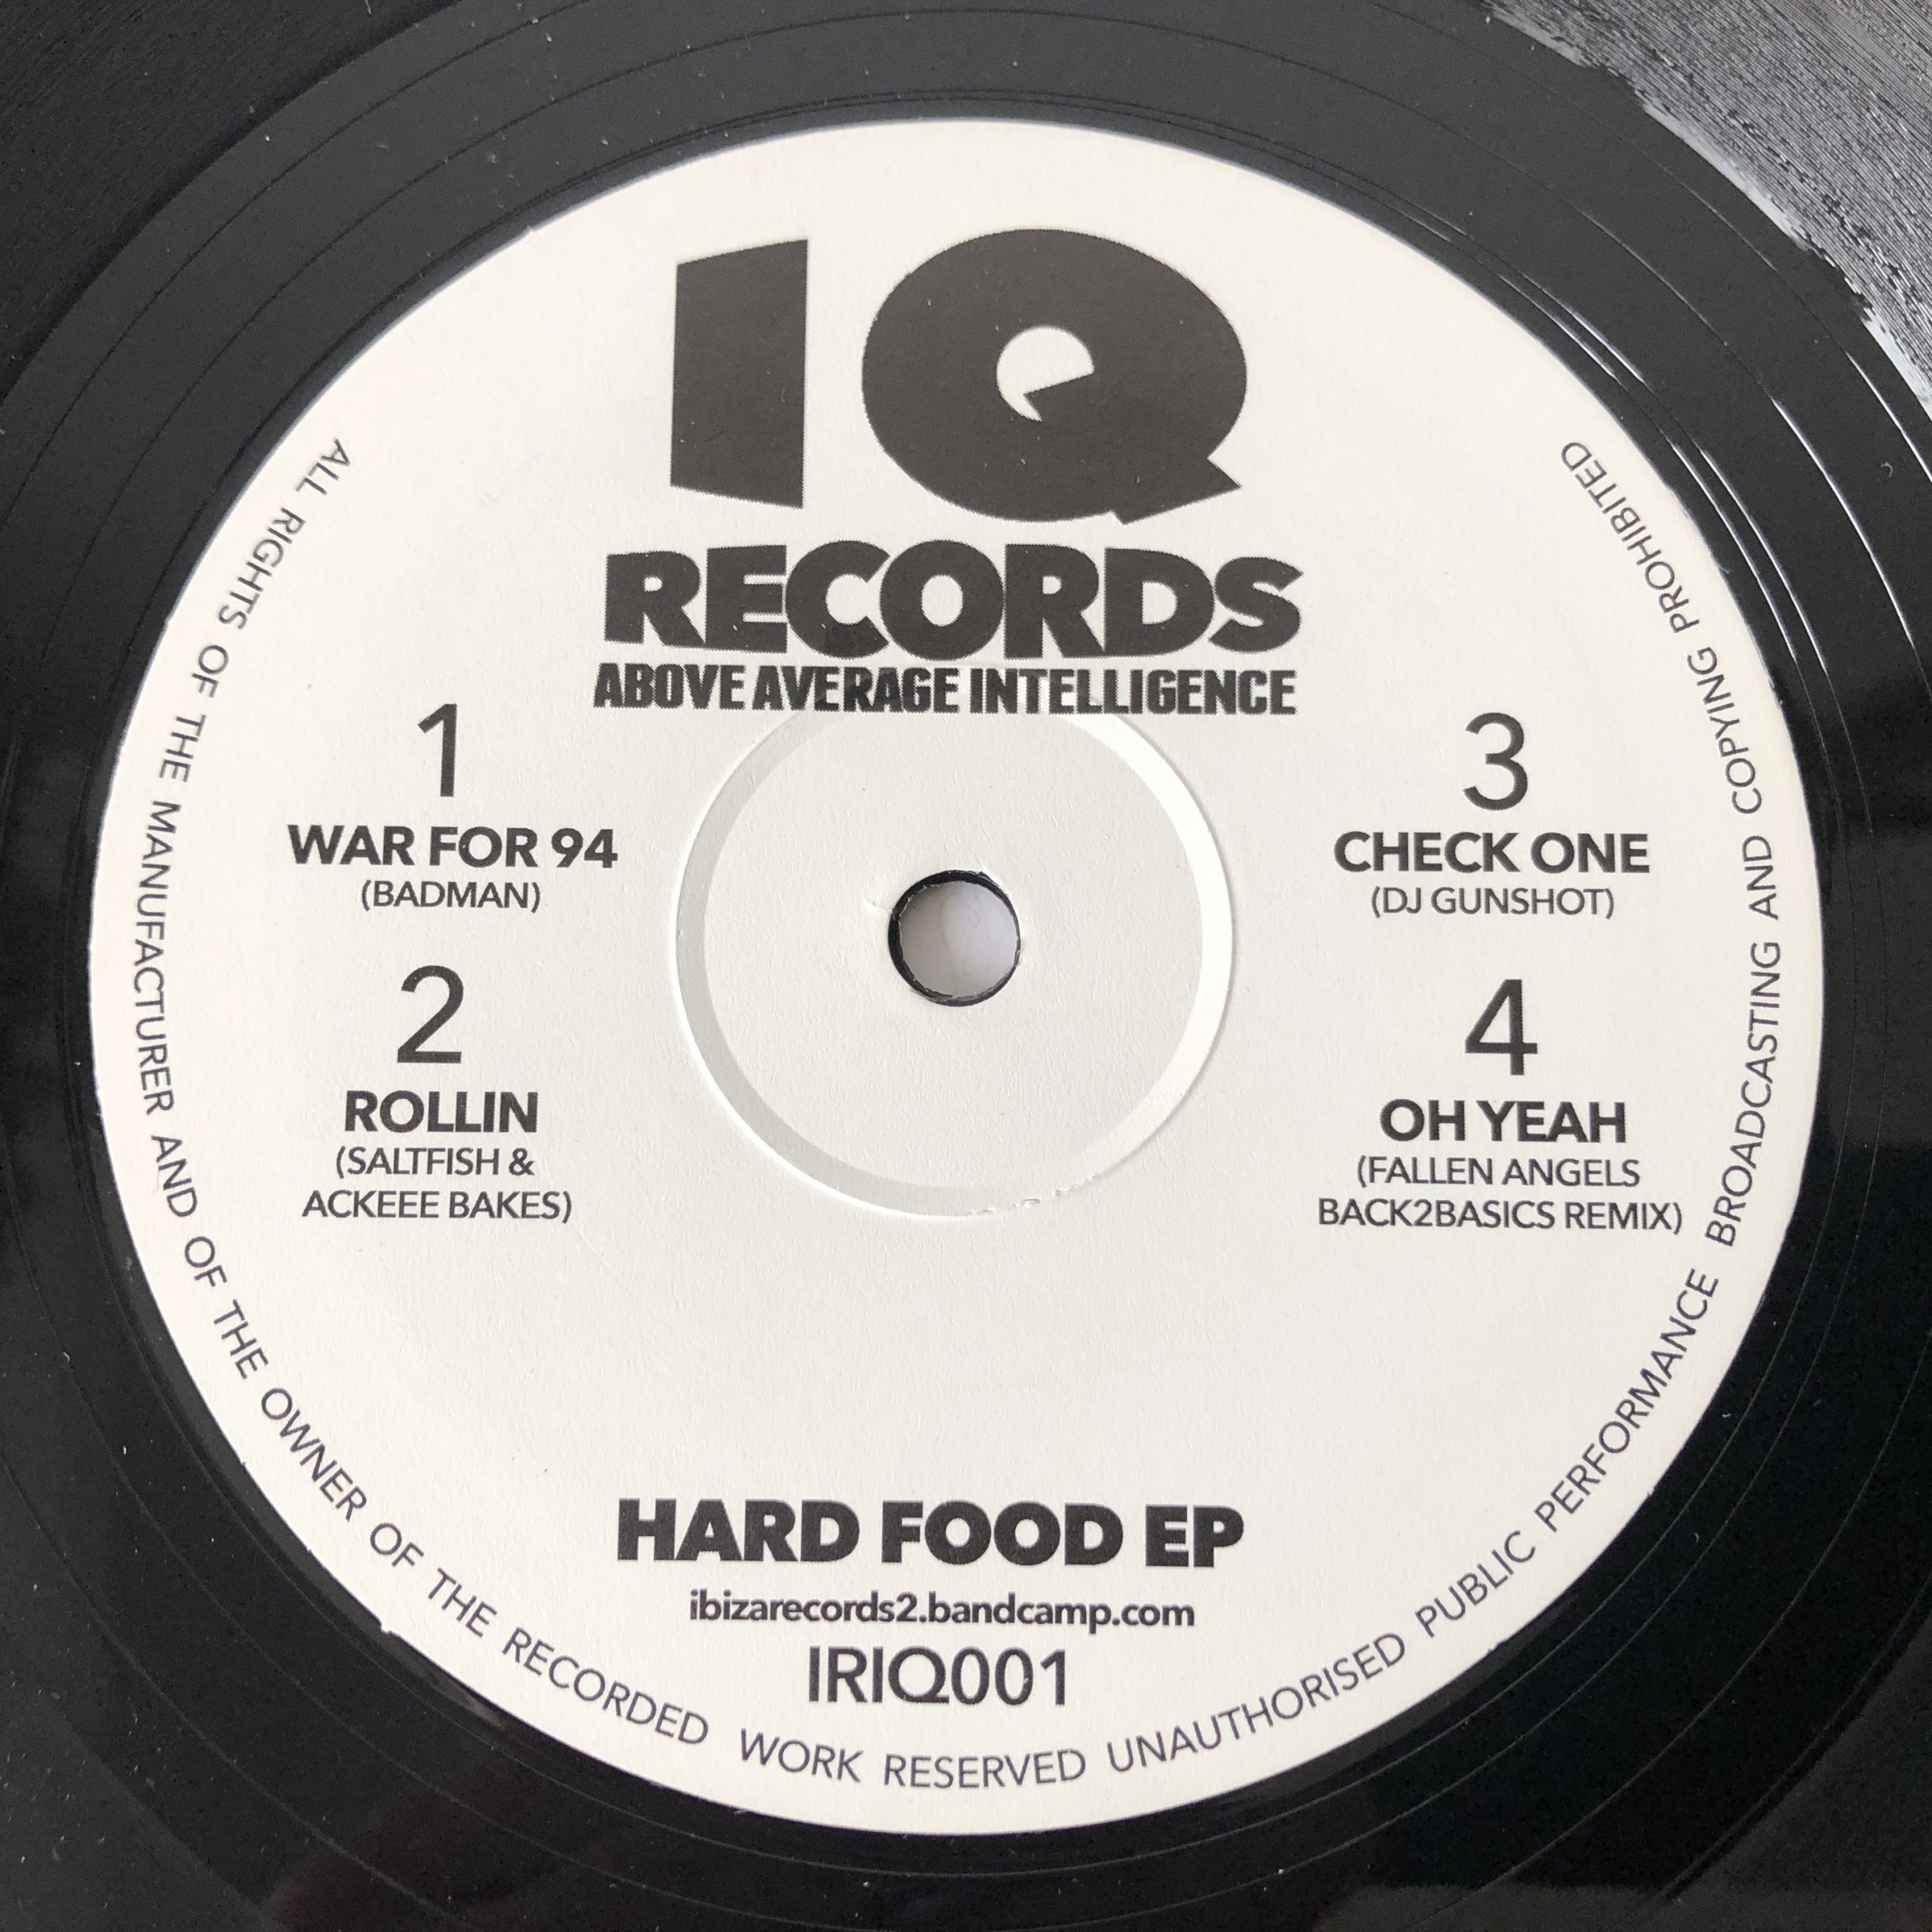 IQ
RECORDS
ABOVE AVERAGE INTELLIGENCE
1
WAR FOR 94
(BADMAN)
2
ROLLIN
(SALTFISH &
ACKEEE BAKES)
3
CHECK ONE
(DJ GUNSHOT)
4
OH YEAH
(FALLEN ANGELS
BACK2BASICS REMIX)
HARD FOOD EP
ibizarecords2.bandcamp.com
IRIQ001
ALL RIGHTS OF THE MANUFACTURER AND OF THE OWNER OF THE RECORDED WORK RESERVED UNAUTHORISED PUBLIC PERFORMANCE BROADCASTING AND COPYING PROHIBITED